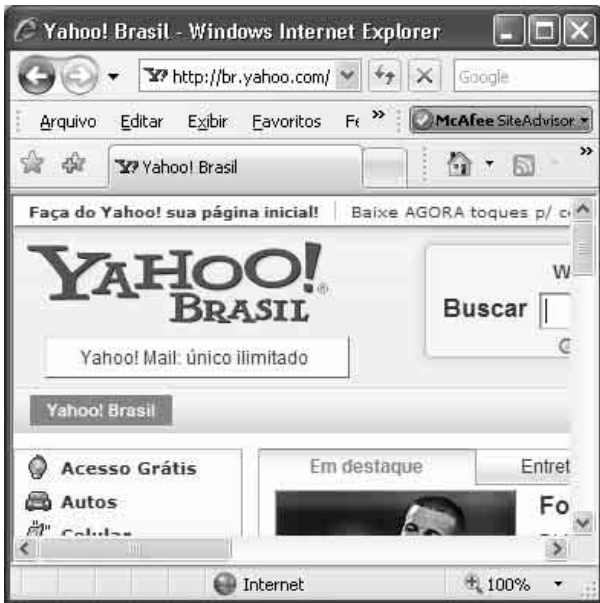 Yahoo! Brasil - Windows Internet Explorer
Y! http://br.yahoo.com/ Google
Arquivo Editar Exibir Favoritos » McAfee SiteAdvisor
Y! Yahoo! Brasil »
Faça do Yahoo! sua página inicial! Baixe AGORA toques p/
YAHOO! BRASIL
Buscar
Yahoo! Mail: único ilimitado
Yahoo! Brasil
Acesso Grátis
Autos
Celular
Em destaque Entret
Fo
Internet 100%